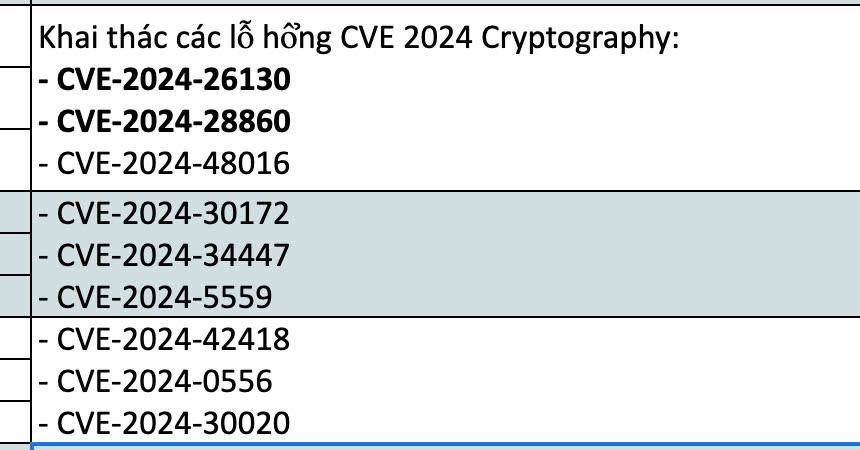 Khai thác các lỗ hổng CVE 2024 Cryptography:
- CVE-2024-26130
- CVE-2024-28860
- CVE-2024-48016
- CVE-2024-30172
- CVE-2024-34447
- CVE-2024-5559
- CVE-2024-42418
- CVE-2024-0556
- CVE-2024-30020